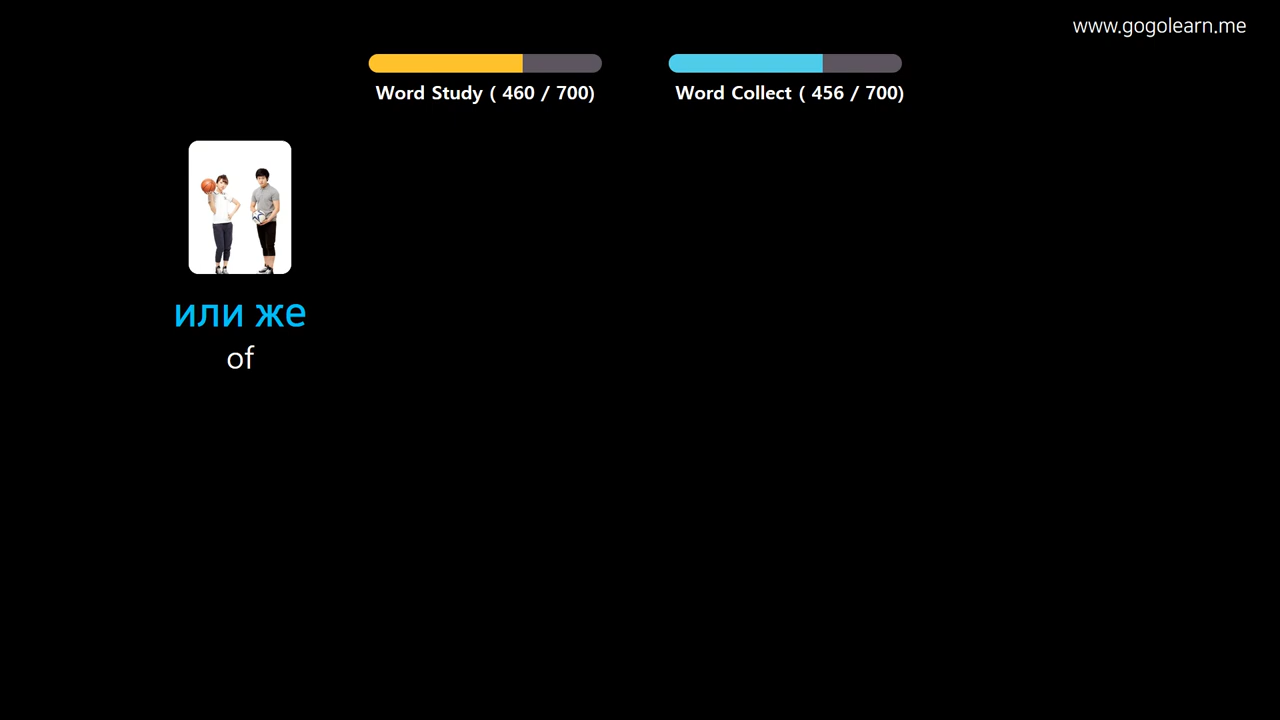 www.gogolearn.me
Word Study ( 460 / 700)
Word Collect ( 456 / 700)
или же
of